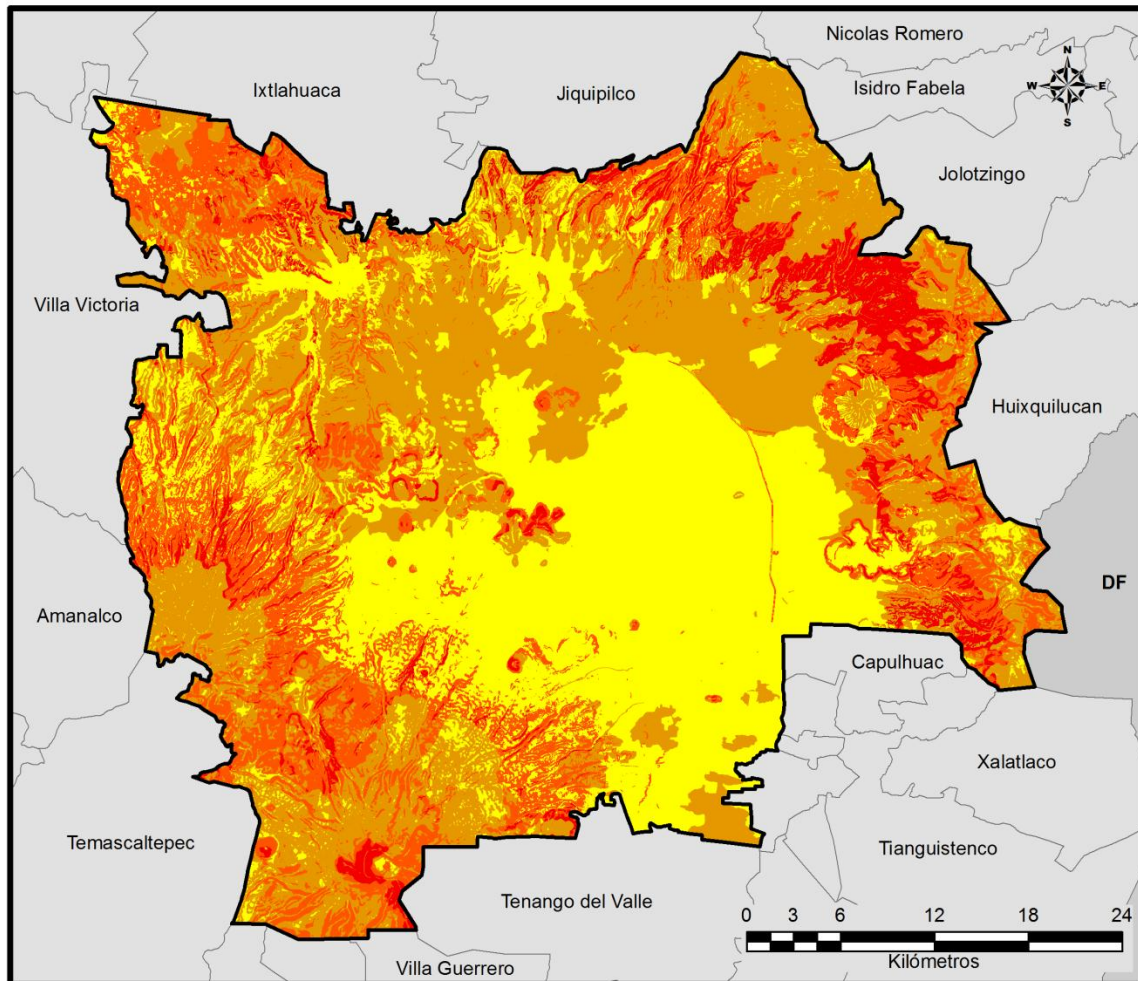 Nicolas Romero
N
Ixtlahuaca
Jiquipilco
Isidro Fabela
W
E
S
Jolotzingo
Villa Victoria
Huixquilucan
DF
Amanalco
Capulhuac
Xalatlaco
Temascaltepec
Tianguistenco
Tenango del Valle
0 3 6 12 18 24
Kilómetros
Villa Guerrero